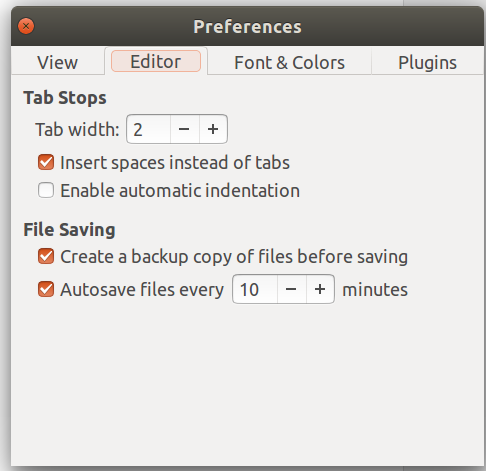 Preferences
View Editor Font & Colors Plugins
Tab Stops
Tab width: 2 − +
Insert spaces instead of tabs
Enable automatic indentation
File Saving
Create a backup copy of files before saving
Autosave files every 10 − + minutes